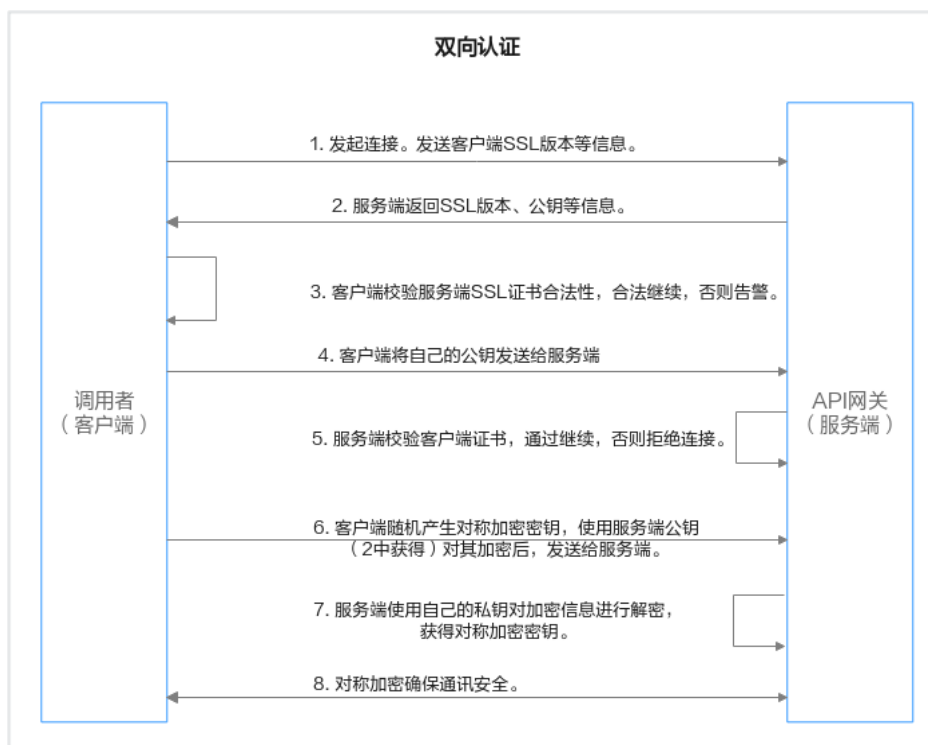 双向认证
1. 发起连接。发送客户端SSL版本等信息。
2. 服务端返回SSL版本、公钥等信息。
3. 客户端校验服务端SSL证书合法性，合法继续，否则告警。
4. 客户端将自己的公钥发送给服务端
调用者
（客户端）
API网关
（服务端）
5. 服务端校验客户端证书，通过继续，否则拒绝连接。
6. 客户端随机产生对称加密密钥，使用服务端公钥
（2中获得）对其加密后，发送给服务端。
7. 服务端使用自己的私钥对加密信息进行解密，
获得对称加密密钥。
8. 对称加密确保通讯安全。